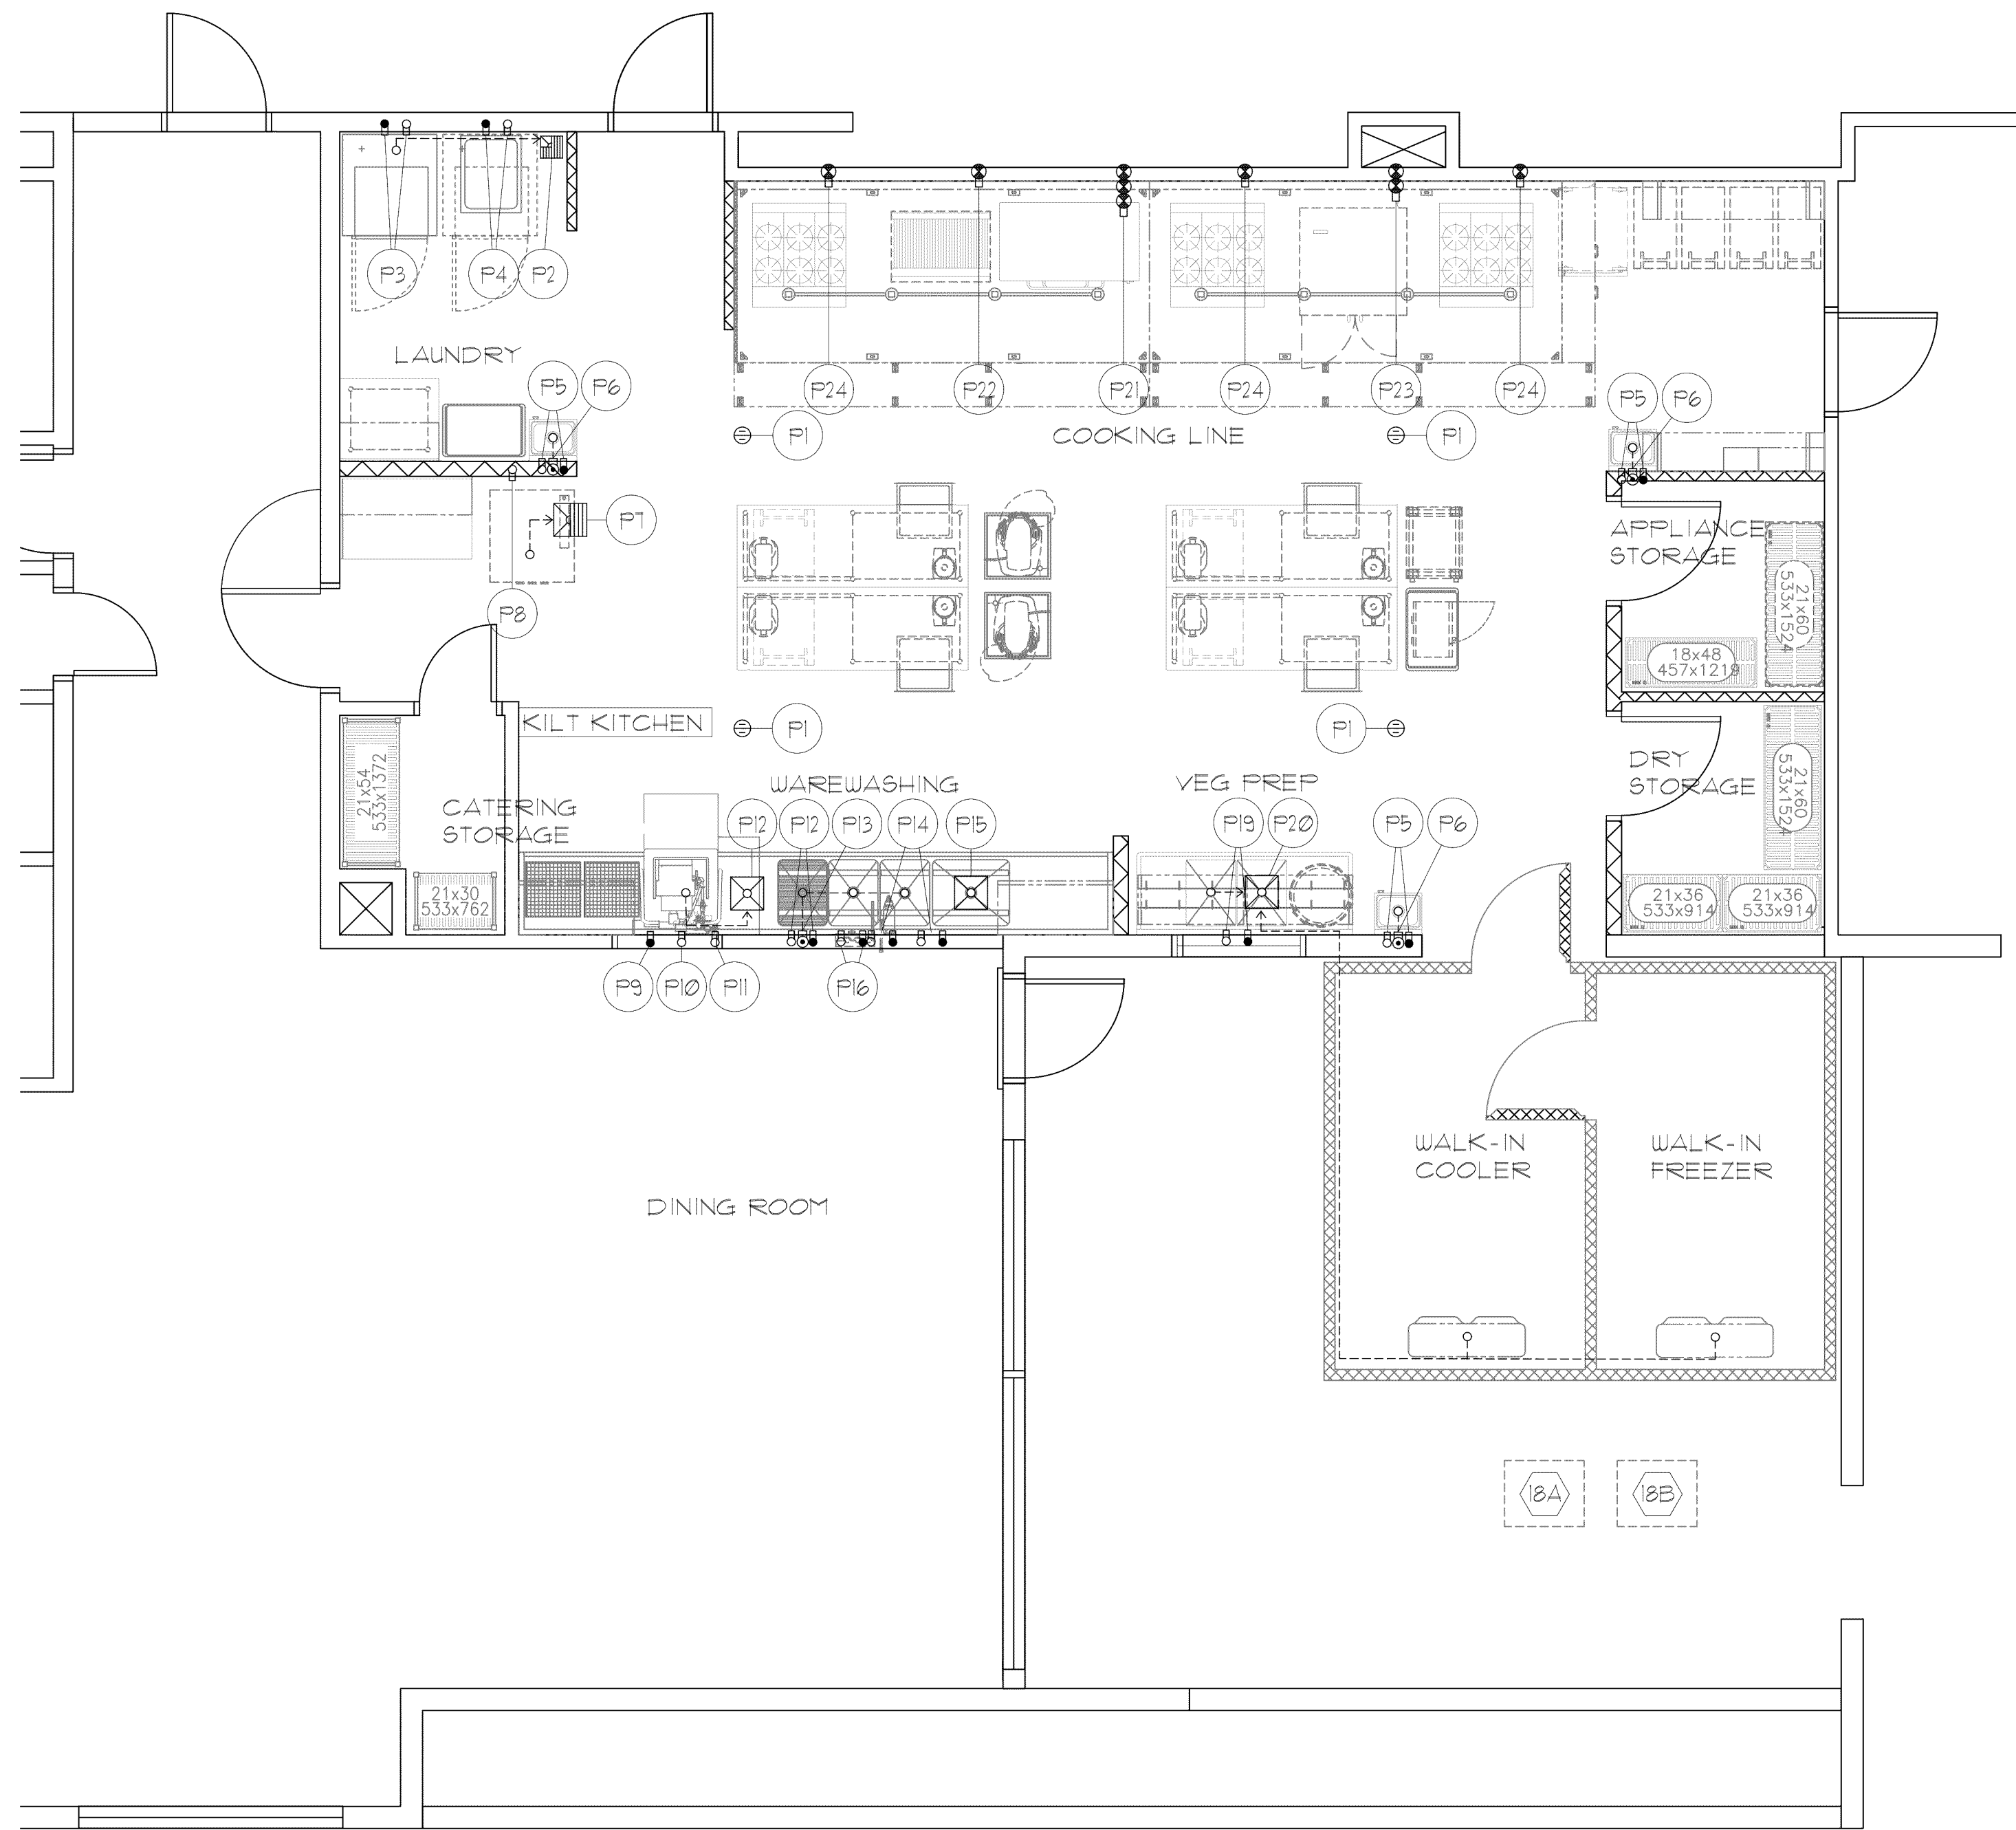 P3
P4
P2
LAUNDRY
P5
P6
P24
P22
P21
P24
P23
P24
P5
P6
P1
COOKING LINE
P1
P7
APPLIANCE
STORAGE
21x60
533x1524
P8
18x48
457x1219
KILT KITCHEN
P1
P1
DRY
STORAGE
21x60
533x1524
21x54
533x1372
CATERING
STORAGE
WAREWASHING
VEG PREP
P12
P12
P13
P14
P15
P19
P20
P5
P6
21x30
533x762
21x36
533x914
21x36
533x914
P9
P10
P11
P16
WALK-IN
COOLER
WALK-IN
FREEZER
DINING ROOM
18A
18B